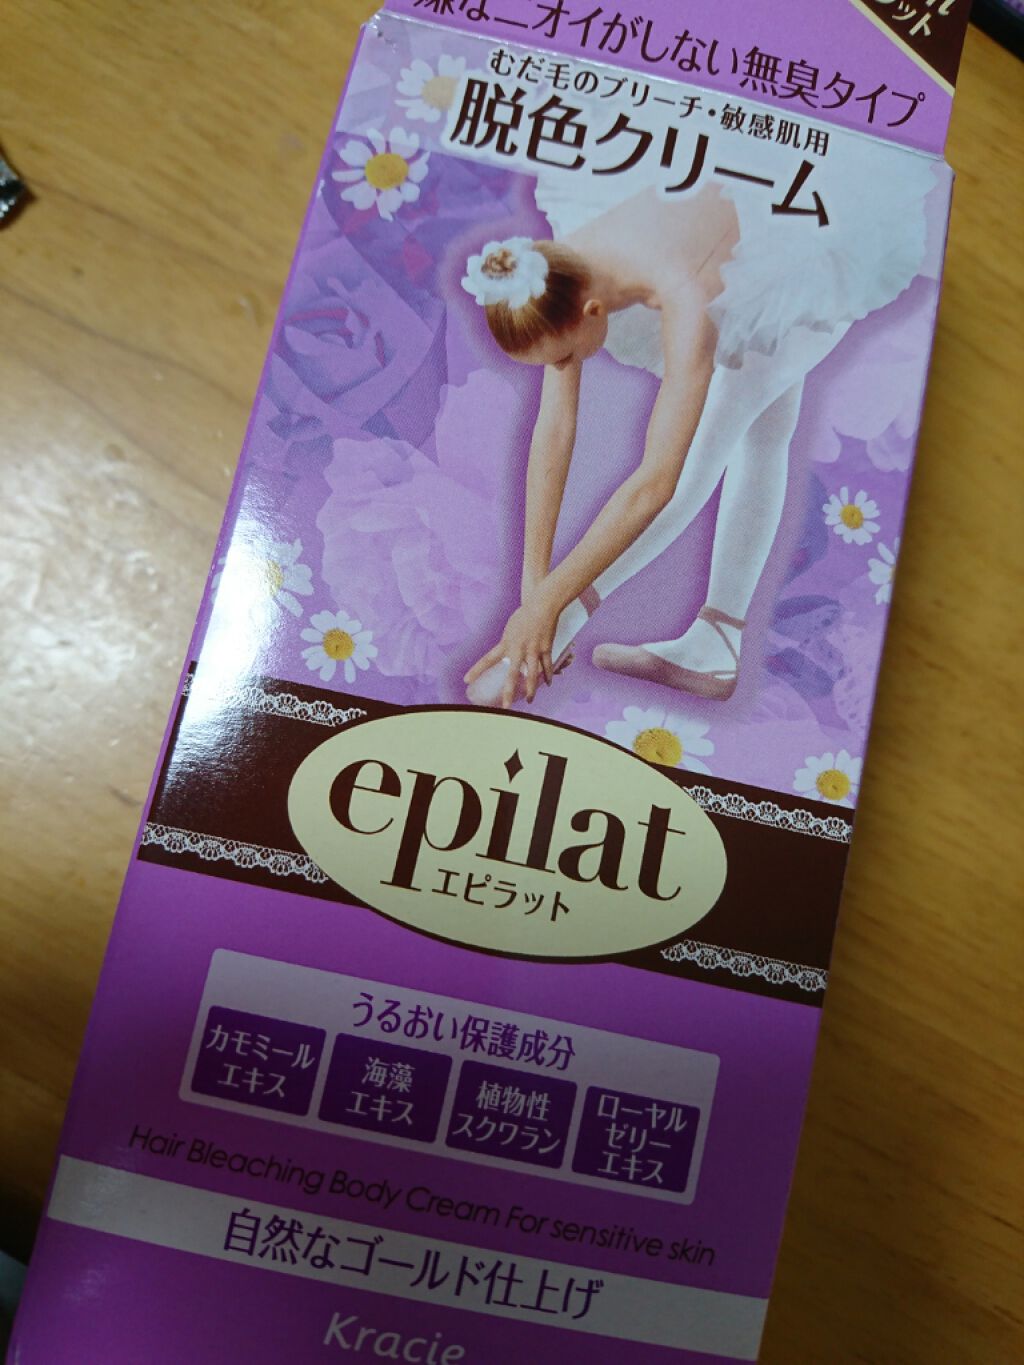 嫌なニオイがしない無臭タイプ
むだ毛のブリーチ・敏感肌用
脱色クリーム
epilat
エピラット
うるおい保護成分
カモミール
エキス
海藻
エキス
植物性
スクワラン
ローヤル
ゼリー
エキス
Hair Bleaching Body Cream For sensitive skin
自然なゴールド仕上げ
Kracie